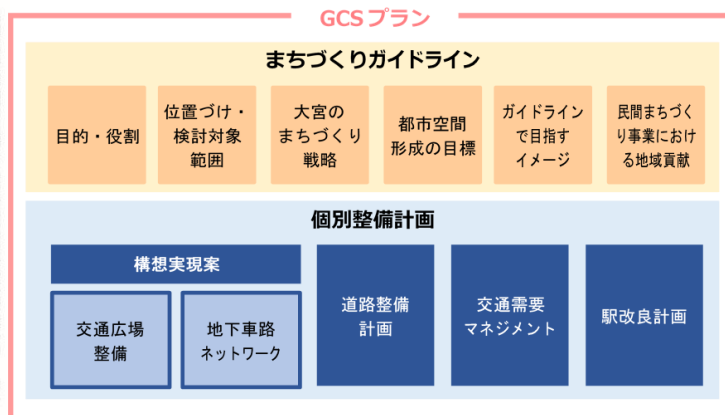 GCSプラン
まちづくりガイドライン
目的・役割
位置づけ・
検討対象
範囲
大宮の
まちづくり
戦略
都市空間
形成の目標
ガイドライン
で目指す
イメージ
民間まちづく
り事業におけ
る地域貢献
個別整備計画
構想実現案
交通広場
整備
地下車路
ネットワーク
道路整備
計画
交通需要
マネジメント
駅改良計画